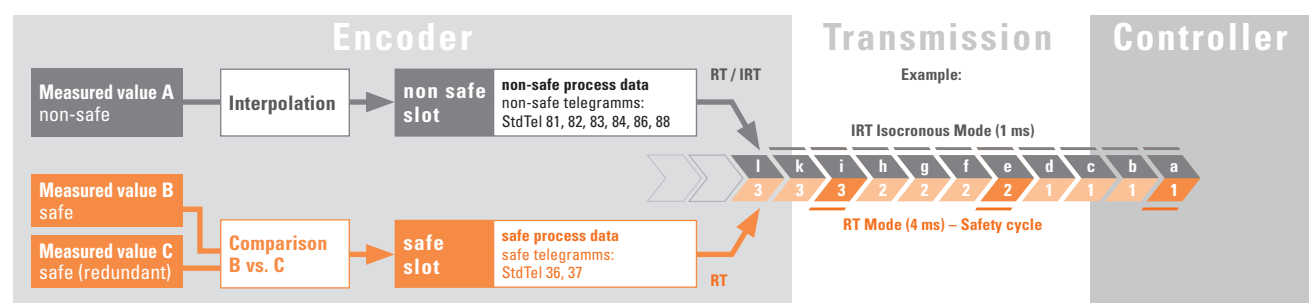 Encoder
Transmission
Controller
Measured value A
non-safe
Interpolation
non safe
slot
non-safe process data
non-safe telegramms:
StdTel 81, 82, 83, 84, 86, 88
RT / IRT
Example:
IRT Isocronous Mode (1 ms)
l k i h g f e d c b a
3 3 3 2 2 2 2 1 1 1 1
RT Mode (4 ms) – Safety cycle
Measured value B
safe
Measured value C
safe (redundant)
Comparison
B vs. C
safe
slot
safe process data
safe telegramms:
StdTel 36, 37
RT